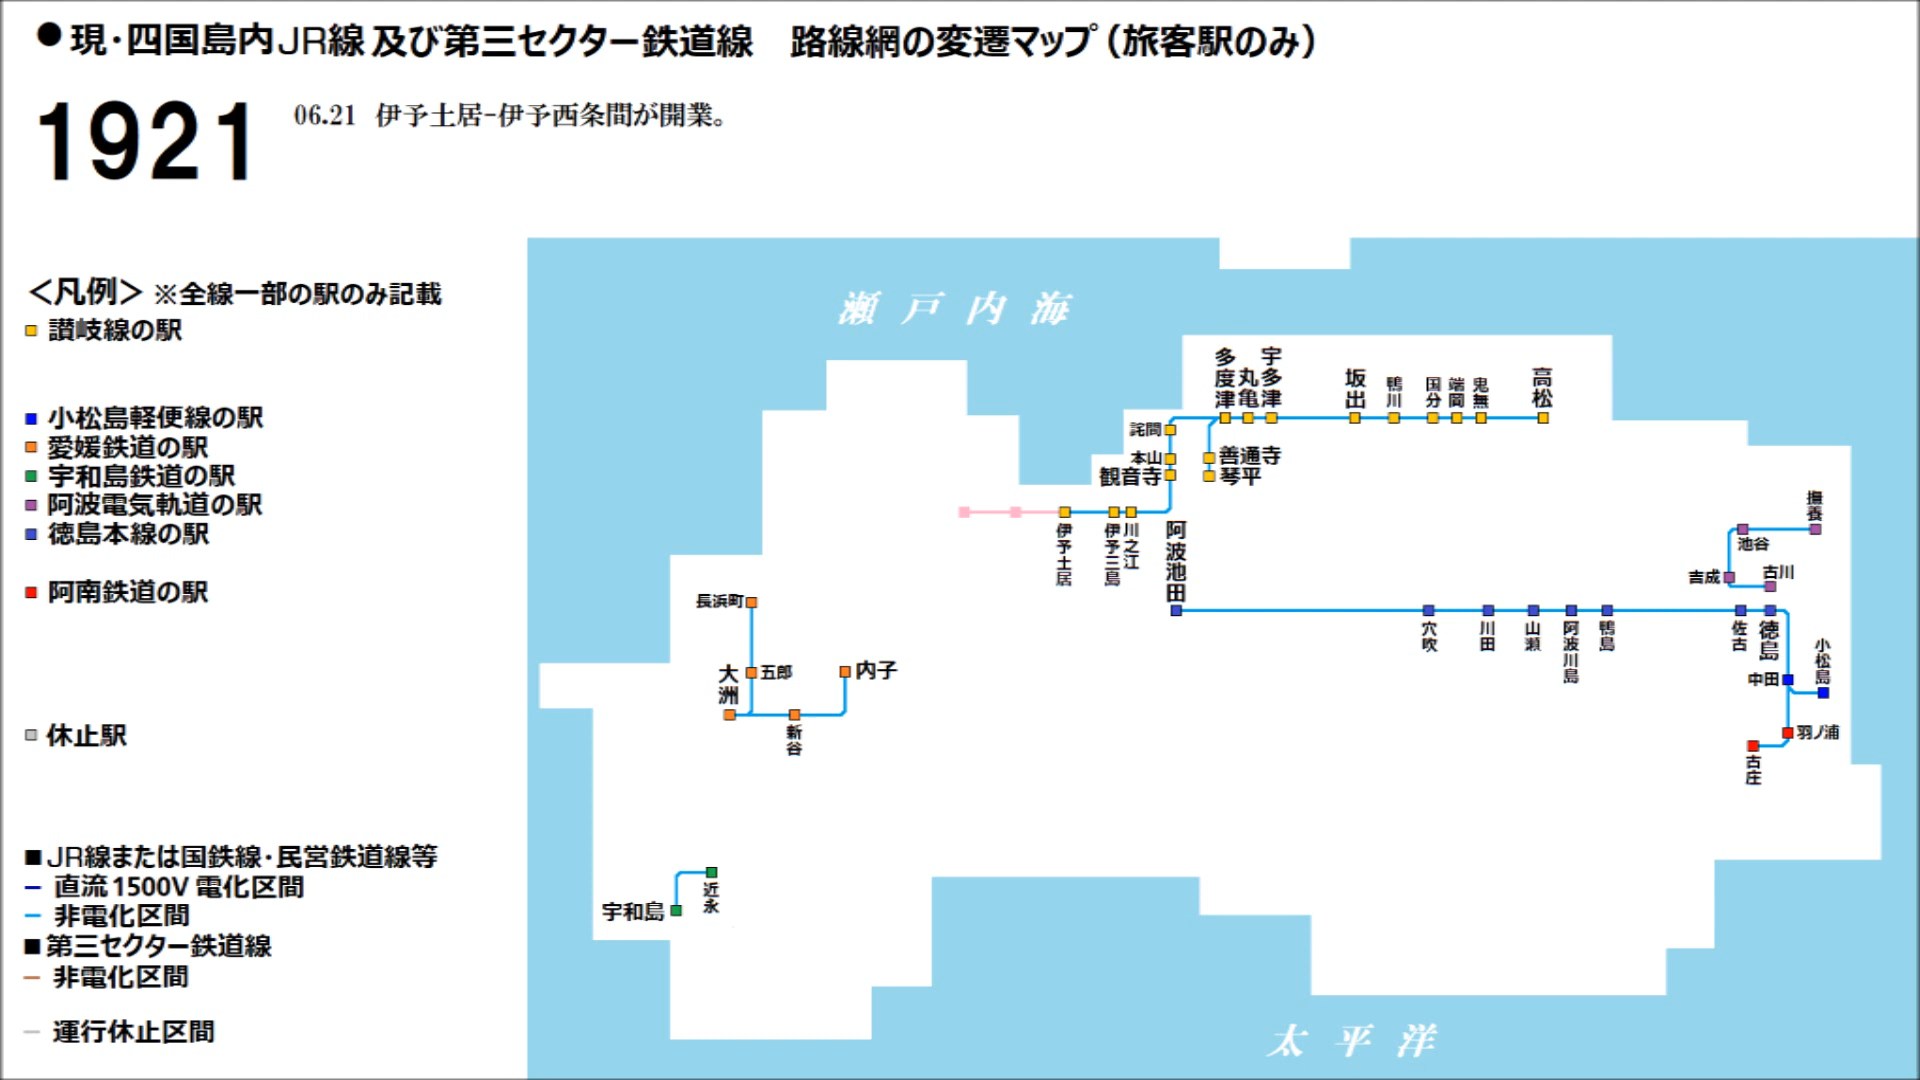 ●現・四国島内JR線 及び第三セクター鉄道線　路線網の変遷マップ（旅客駅のみ）
1921
06.21 伊予土居-伊予西条間が開業。
＜凡例＞ ※全線一部の駅のみ記載
讃岐線の駅
小松島軽便線の駅
愛媛鉄道の駅
宇和島鉄道の駅
阿波電気軌道の駅
徳島本線の駅
阿南鉄道の駅
休止駅
■JR線または国鉄線・民営鉄道線等
直流1500V 電化区間
非電化区間
■第三セクター鉄道線
非電化区間
運行休止区間
瀬戸内海
多度津
丸亀
宇多津
坂出
鴨川
国分
端岡
鬼無
高松
詫間
本山
観音寺
善通寺
琴平
伊予土居
伊予三島
川之江
阿波池田
撫養
池谷
吉成
古川
穴吹
川田
山瀬
阿波川島
鴨島
佐古
徳島
小松島
中田
羽ノ浦
古庄
長浜町
大洲
五郎
内子
新谷
近永
宇和島
太平洋